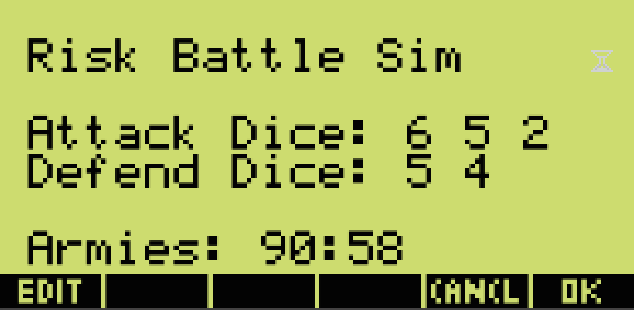 Risk Battle Sim
Attack Dice: 6 5 2
Defend Dice: 5 4
Armies: 90:58
EDIT CANCL OK